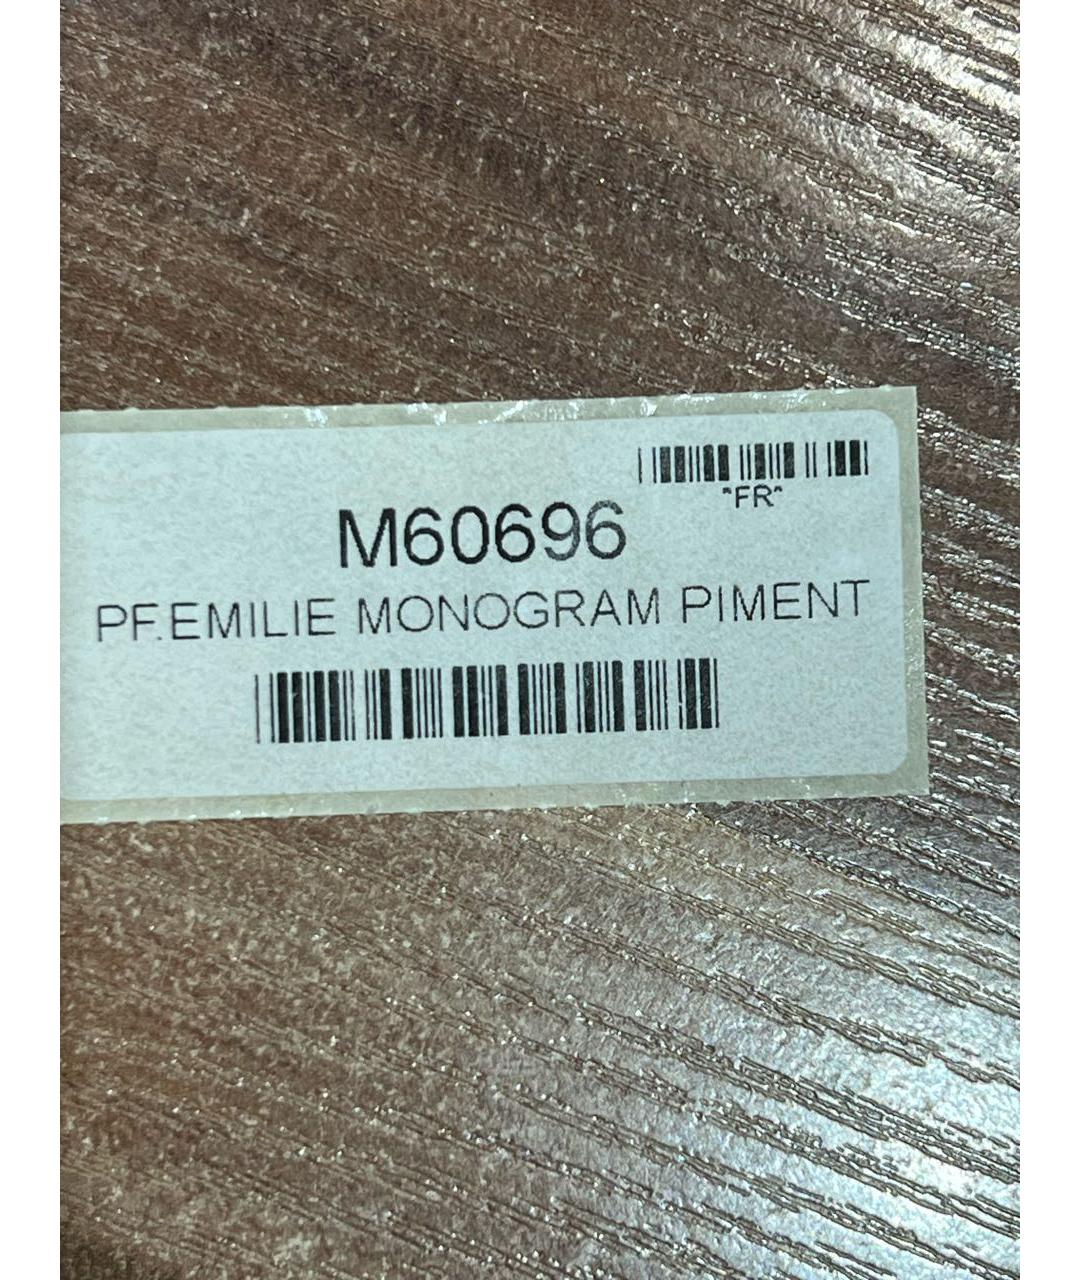 *FR*
M60696
PF.EMILIE MONOGRAM PIMENT